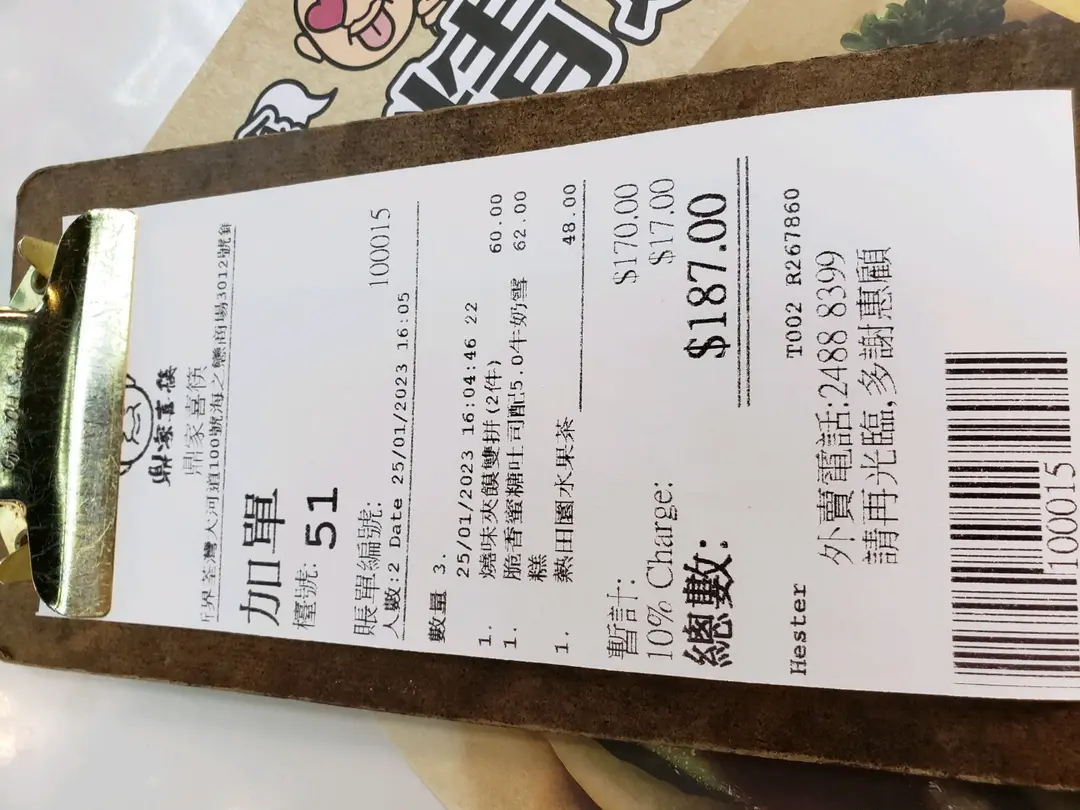 鼎家喜筷
鼎家喜筷
界荃灣大河道100號海之戀商場3012號鋪
加單
檯號: 51
賬單編號: 100015
人數:2 Date 25/01/2023 16:05
數量 3.
25/01/2023 16:04:46 22
1. 燒味夾饃雙拼(2件) 60.00
1. 脆香蜜糖吐司配5.0牛奶雪 62.00
糕
1. 熱田園水果茶 48.00
暫計: $170.00
10% Charge: $17.00
總數: $187.00
Hester T002 R267860
外賣電話:2488 8399
請再光臨,多謝惠顧
100015